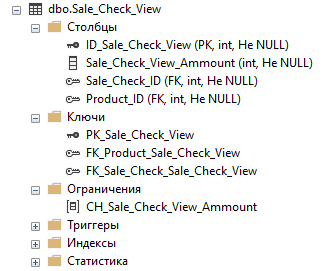 dbo.Sale_Check_View
Столбцы
ID_Sale_Check_View (PK, int, Не NULL)
Sale_Check_View_Ammount (int, Не NULL)
Sale_Check_ID (FK, int, Не NULL)
Product_ID (FK, int, Не NULL)
Ключи
PK_Sale_Check_View
FK_Product_Sale_Check_View
FK_Sale_Check_Sale_Check_View
Ограничения
CH_Sale_Check_View_Ammount
Триггеры
Индексы
Статистика